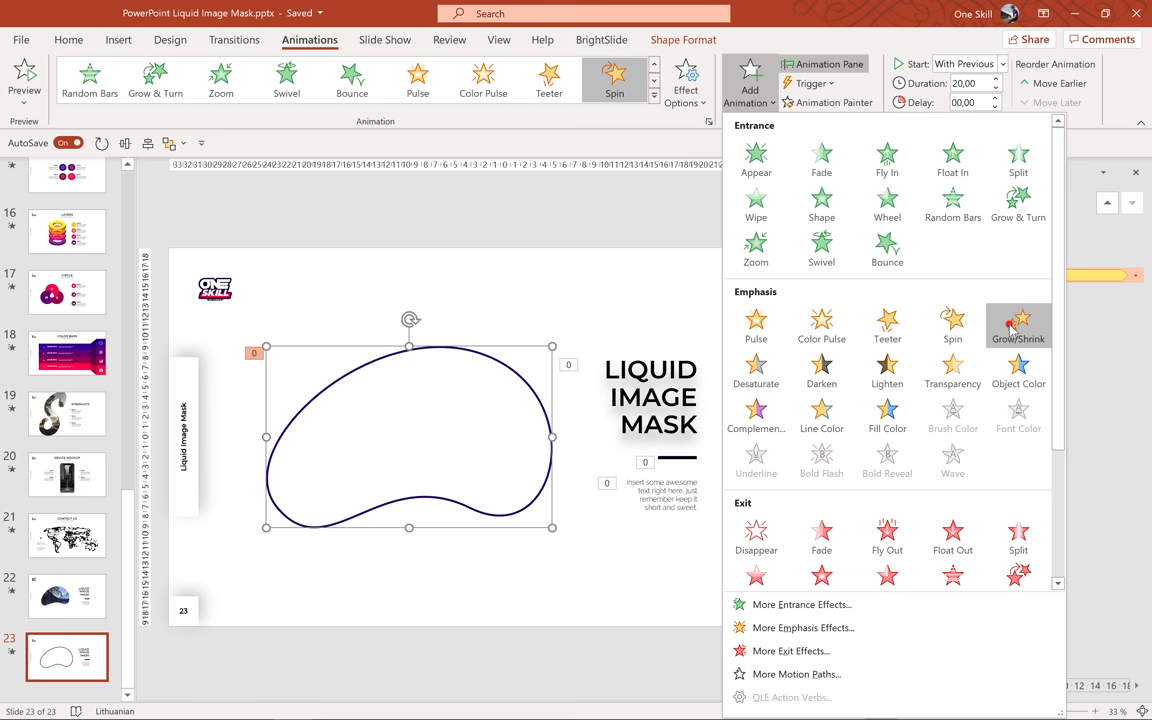 PowerPoint Liquid Image Mask.pptx - Saved
Search
One Skill
File Home Insert Design Transitions Animations Slide Show Review View Help BrightSlide Shape Format
Share
Comments
Preview
Random Bars
Grow & Turn
Zoom
Swivel
Bounce
Pulse
Color Pulse
Teeter
Spin
Effect
Options
Add
Animation
Animation Pane
Trigger
Animation Painter
Start: With Previous
Duration: 20,00
Delay: 00,00
Reorder Animation
Move Earlier
Move Later
Preview
Animation
AutoSave On
Entrance
Appear Fade Fly In Float In Split
Wipe Shape Wheel Random Bars Grow & Turn
Zoom Swivel Bounce
Emphasis
Pulse Color Pulse Teeter Spin Grow/Shrink
Desaturate Darken Lighten Transparency Object Color
Complemen... Line Color Fill Color Brush Color Font Color
Underline Bold Flash Bold Reveal Wave
Exit
Disappear Fade Fly Out Float Out Split
More Entrance Effects...
More Emphasis Effects...
More Exit Effects...
More Motion Paths...
OLE Action Verbs...
16
17
18
19
20
21
22
23
ONE
SKILL
0
0
LIQUID
IMAGE
MASK
0
0
Insert some awesome
text right here, just
remember keep it
short and sweet.
Liquid Image Mask
23
12 14 16 18
Slide 23 of 23
Lithuanian
33 %